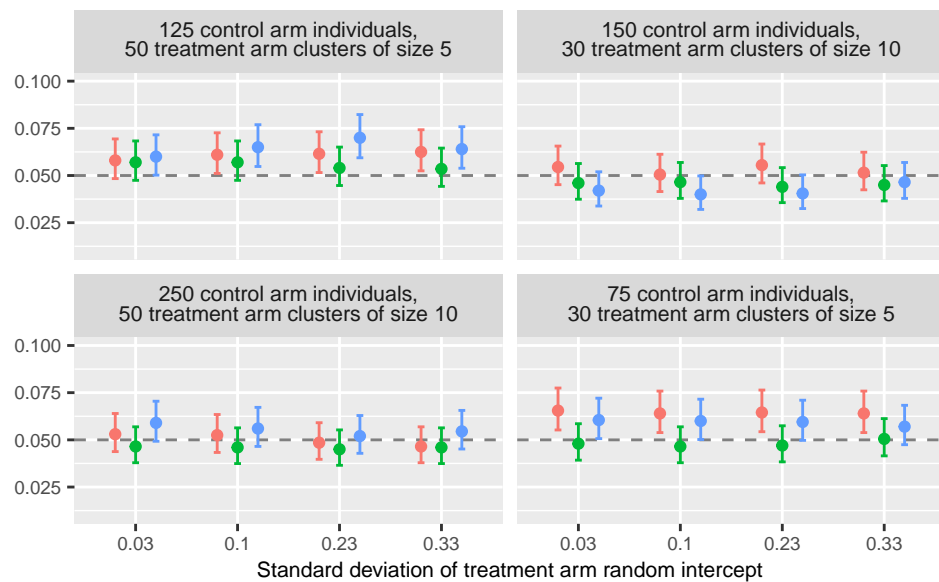 125 control arm individuals,
50 treatment arm clusters of size 5
150 control arm individuals,
30 treatment arm clusters of size 10
0.100
0.075
0.050
0.025
250 control arm individuals,
50 treatment arm clusters of size 10
75 control arm individuals,
30 treatment arm clusters of size 5
0.100
0.075
0.050
0.025
0.03 0.1 0.23 0.33 0.03 0.1 0.23 0.33
Standard deviation of treatment arm random intercept